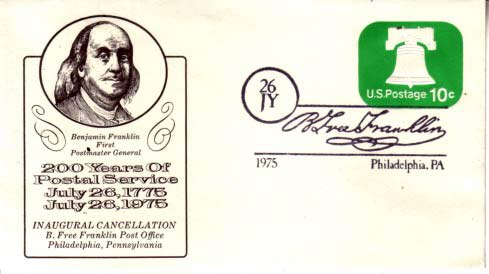 Benjamin Franklin
First
Postmaster General
200 Years Of
Postal Service
July 26,1775
July 26,1975
INAUGURAL CANCELLATION
B. Free Franklin Post Office
Philadelphia, Pennsylvania
26
JY
B Free Franklin
1975
Philadelphia, PA
U.S. Postage 10c